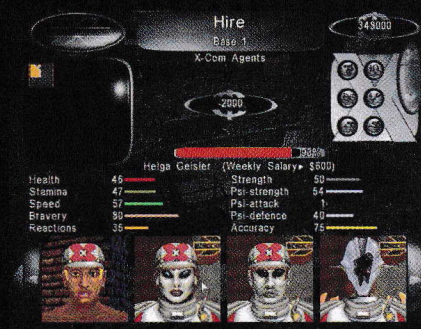 Hire
Base 1
X-Com Agents
348000
-2000
Helga Geisler (Weekly Salary▸ $600)
Health 46
Stamina 47
Speed 57
Bravery 80
Reactions 35
Strength 50
Psi-strength 54
Psi-attack 1
Psi-defence 40
Accuracy 75